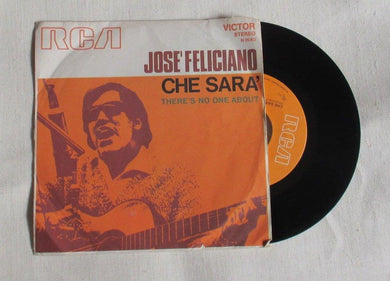 RCA
VICTOR
STEREO
JOSE' FELICIANO
CHE SARA'
THERE'S NO ONE ABOUT
RCA